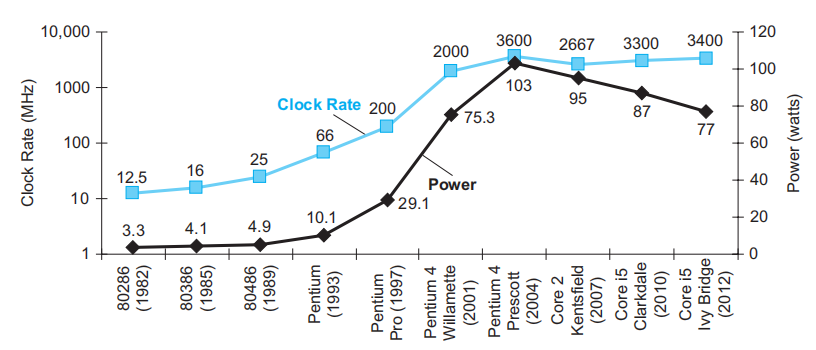 10,000
1000
100
10
1
Clock Rate (MHz)
120
100
80
60
40
20
0
Power (watts)
12.5
16
25
66
200
2000
3600
2667
3300
3400
Clock Rate
3.3
4.1
4.9
10.1
29.1
75.3
103
95
87
77
Power
80286
(1982)
80386
(1985)
80486
(1989)
Pentium
(1993)
Pentium
Pro (1997)
Pentium 4
Willamette
(2001)
Pentium 4
Prescott
(2004)
Core 2
Kentsfield
(2007)
Core i5
Clarkdale
(2010)
Core i5
Ivy Bridge
(2012)